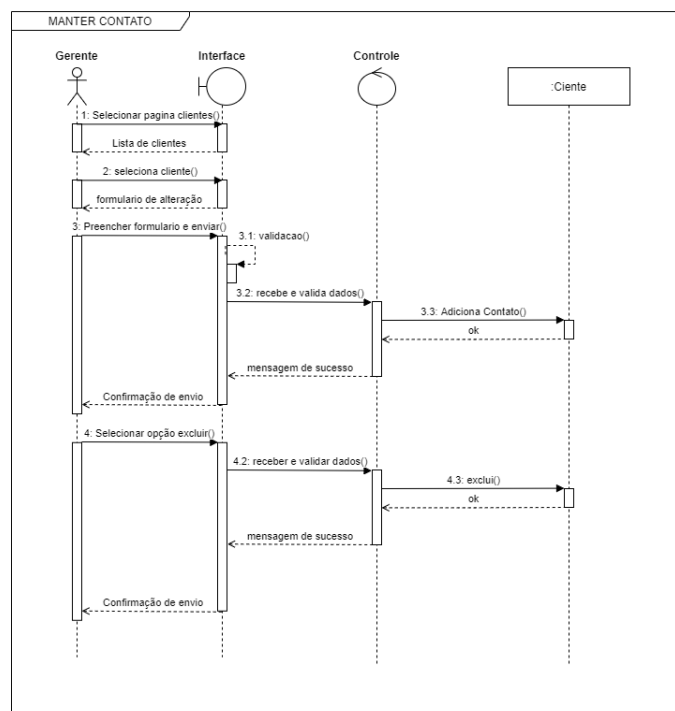 MANTER CONTATO
Gerente
Interface
Controle
:Ciente
1: Selecionar pagina clientes()
Lista de clientes
2: seleciona cliente()
formulario de alteração
3: Preencher formulario e enviar()
3.1: validacao()
3.2: recebe e valida dados()
3.3: Adiciona Contato()
ok
mensagem de sucesso
Confirmação de envio
4: Selecionar opção excluir()
4.2: receber e validar dados()
4.3: exclui()
ok
mensagem de sucesso
Confirmação de envio